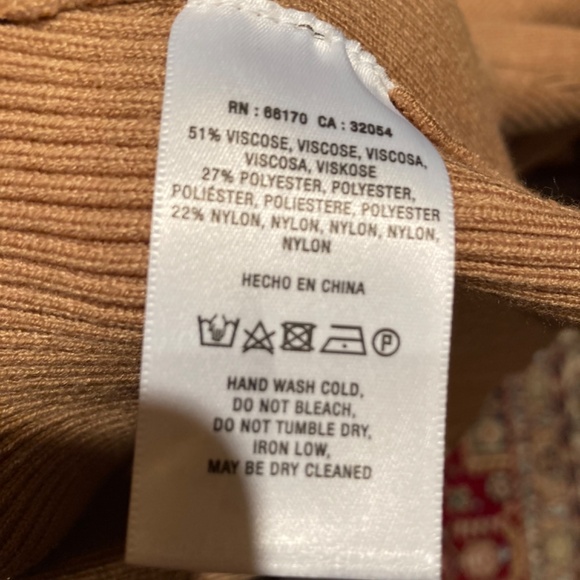 RN : 66170 CA : 32054
51% VISCOSE, VISCOSE, VISCOSA,
VISCOSA, VISKOSE
27% POLYESTER, POLYESTER,
POLIÉSTER, POLIESTERE, POLYESTER
22% NYLON, NYLON, NYLON, NYLON,
NYLON
HECHO EN CHINA
P
HAND WASH COLD,
DO NOT BLEACH,
DO NOT TUMBLE DRY,
IRON LOW,
MAY BE DRY CLEANED